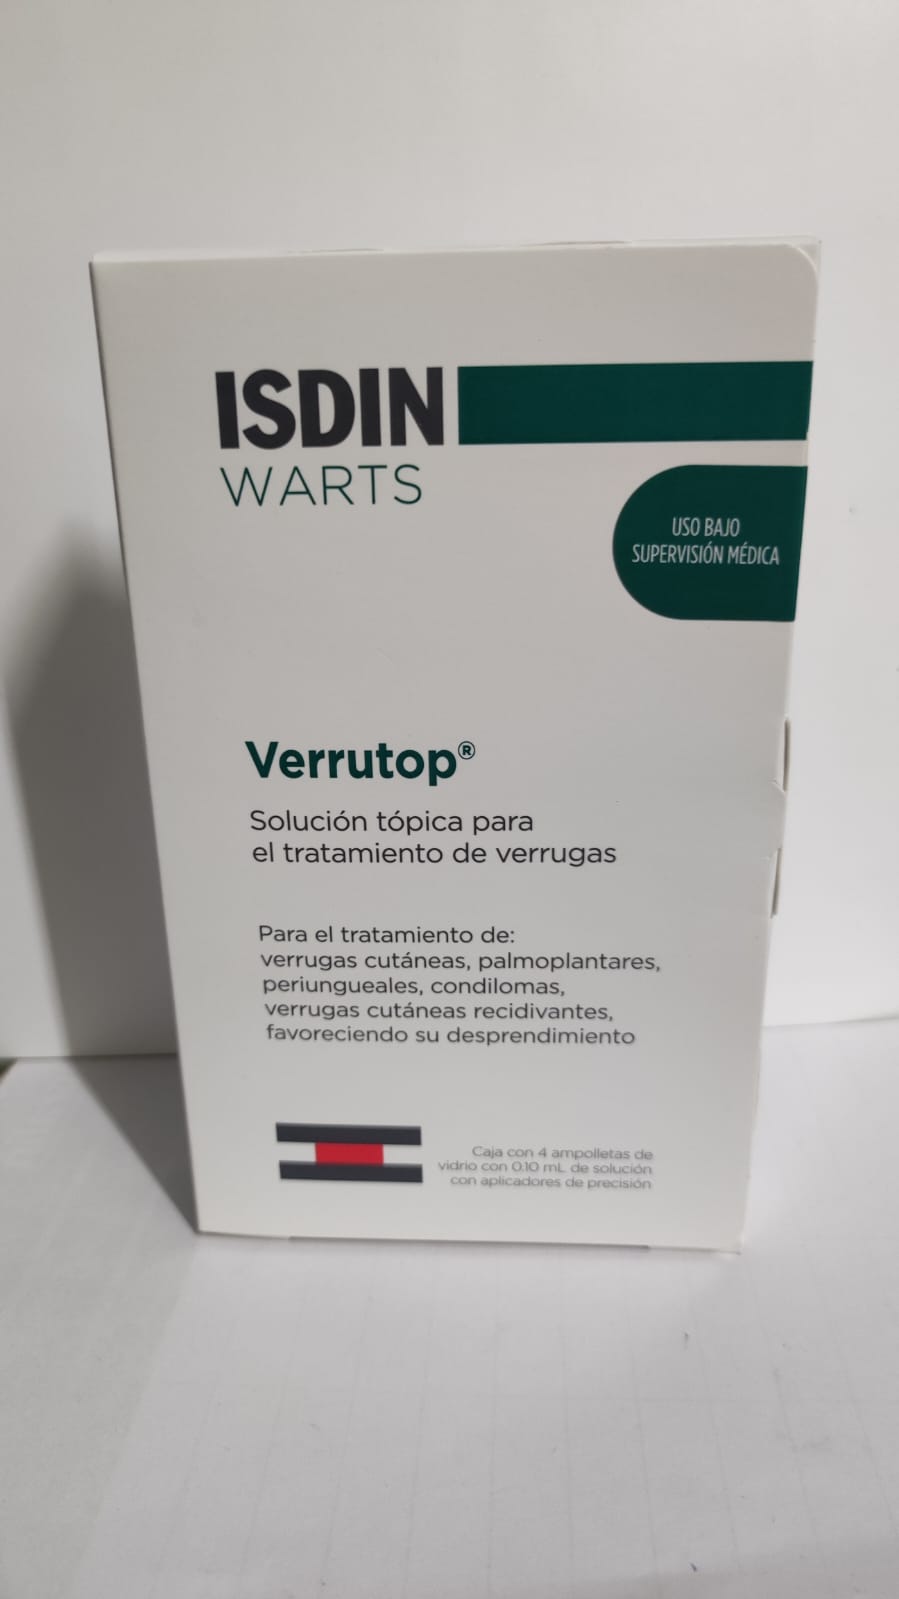 ISDIN
WARTS
USO BAJO
SUPERVISIÓN MÉDICA
Verrutop®
Solución tópica para
el tratamiento de verrugas
Para el tratamiento de:
verrugas cutáneas, palmoplantares,
periungueales, condilomas,
verrugas cutáneas recidivantes,
favoreciendo su desprendimiento
Caja con 4 ampolletas de
vidrio con 0.10 mL de solución
con aplicadores de precisión